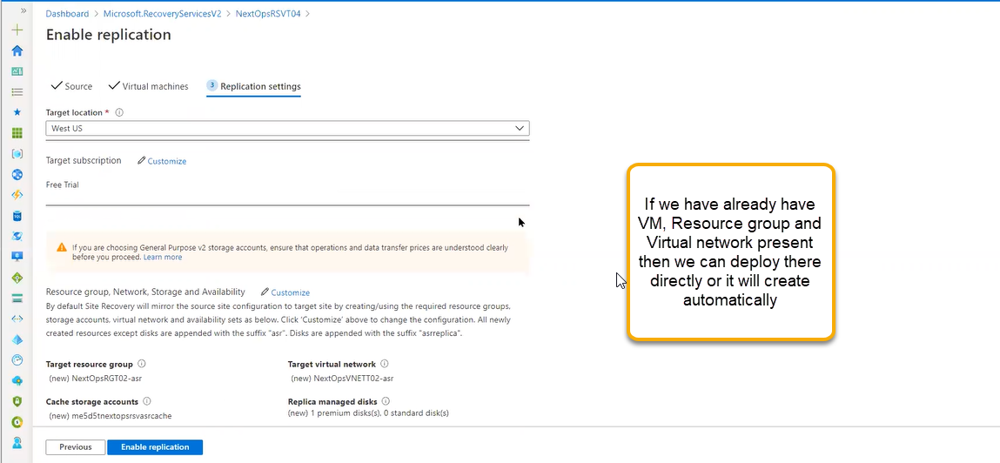 »
Dashboard > Microsoft.RecoveryServicesV2 > NextOpsRSVT04 >
Enable replication
Source
Virtual machines
3 Replication settings
Target location *
West US
Target subscription Customize
Free Trial
If you are choosing General Purpose v2 storage accounts, ensure that operations and data transfer prices are understood clearly
before you proceed. Learn more
Resource group, Network, Storage and Availability Customize
By default Site Recovery will mirror the source site configuration to target site by creating/using the required resource groups,
storage accounts, virtual network and availability sets as below. Click 'Customize' above to change the configuration. All newly
created resources except disks are appended with the suffix "asr". Disks are appended with the suffix "asrreplica".
Target resource group
(new) NextOpsRGT02-asr
Target virtual network
(new) NextOpsVNETT02-asr
Cache storage accounts
(new) me5d5tnextopsrsvasrcache
Replica managed disks
(new) 1 premium disks(s), 0 standard disk(s)
Previous
Enable replication
If we have already have
VM, Resource group and
Virtual network present
then we can deploy there
directly or it will create
automatically